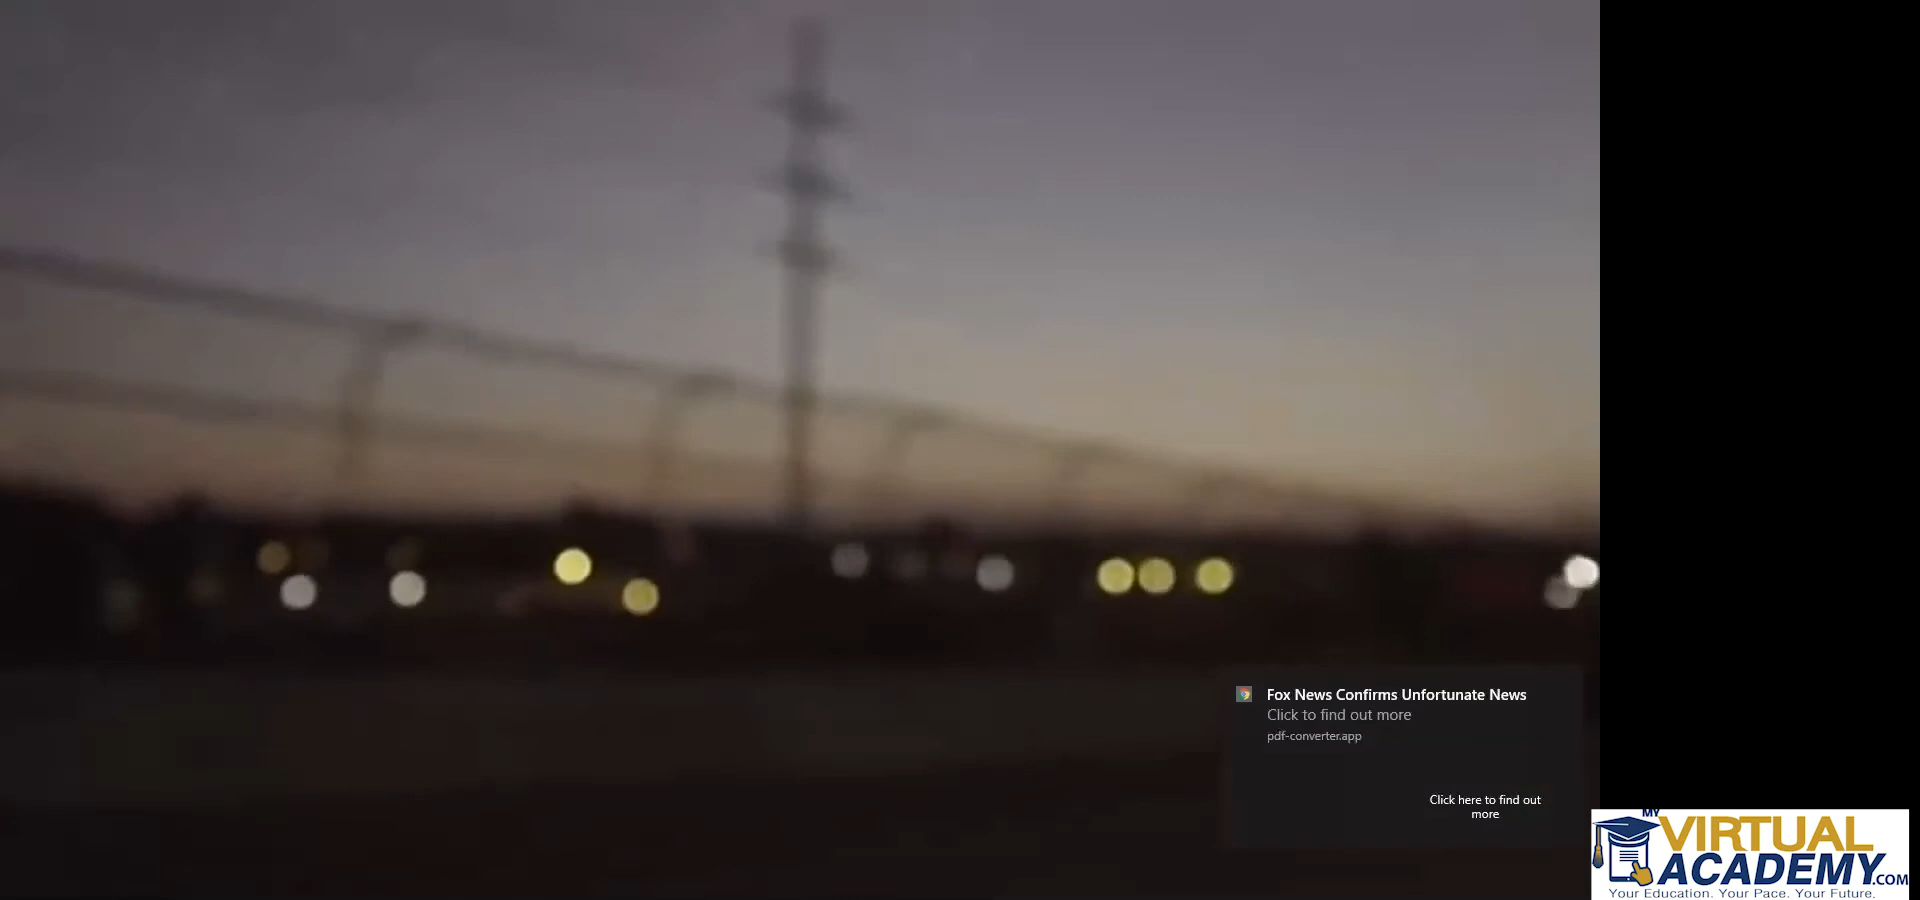 Fox News Confirms Unfortunate News
Click to find out more
pdf-converter.app
Click here to find out
more
MY
VIRTUAL
ACADEMY.COM
Your Education. Your Pace. Your Future.